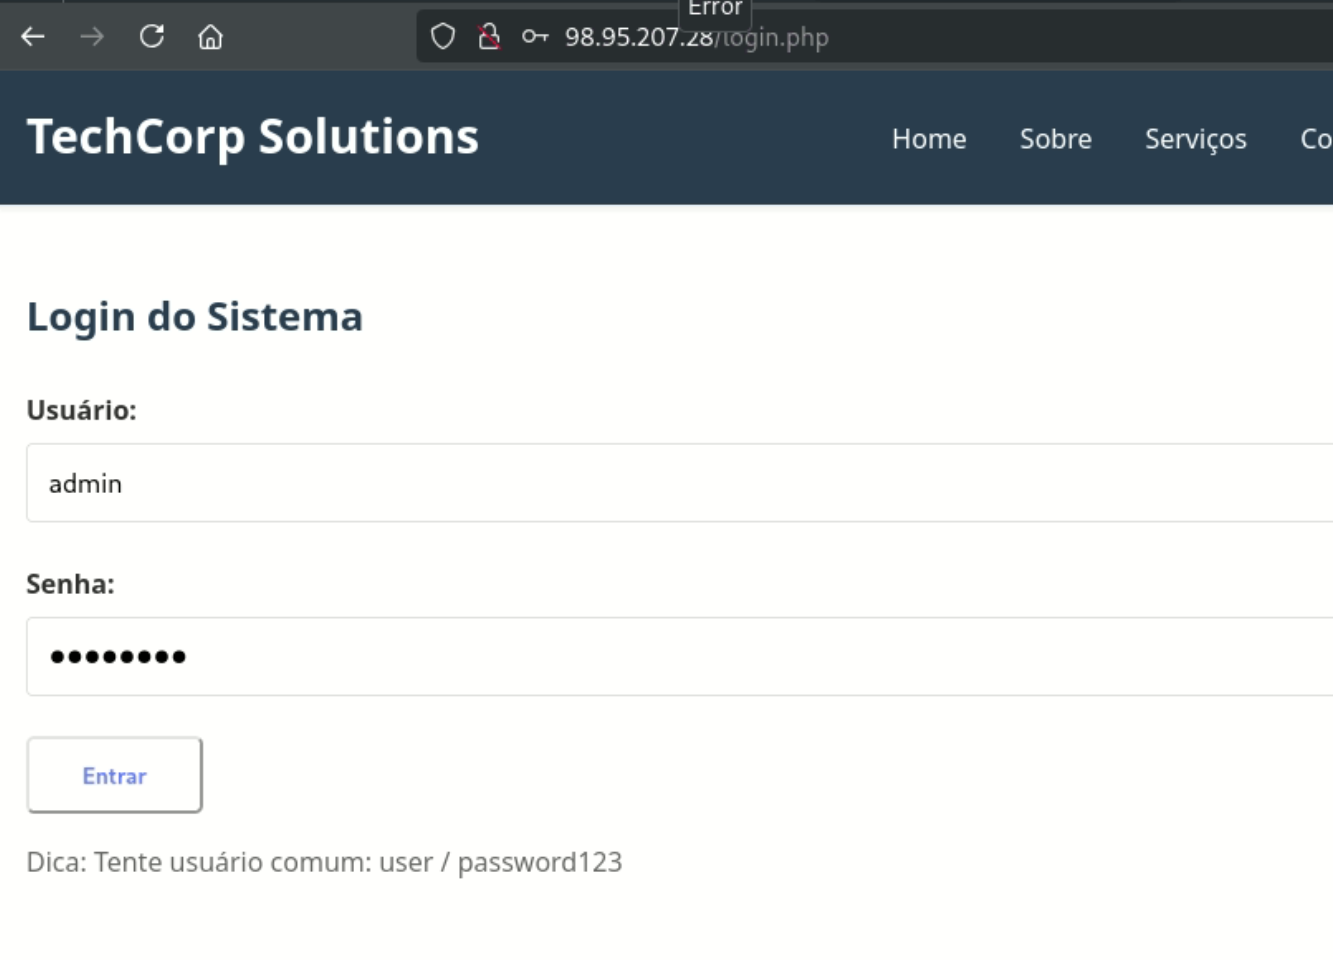 Error
98.95.207.28/login.php
TechCorp Solutions
Home Sobre Serviços Co
Login do Sistema
Usuário:
admin
Senha:
••••••••
Entrar
Dica: Tente usuário comum: user / password123